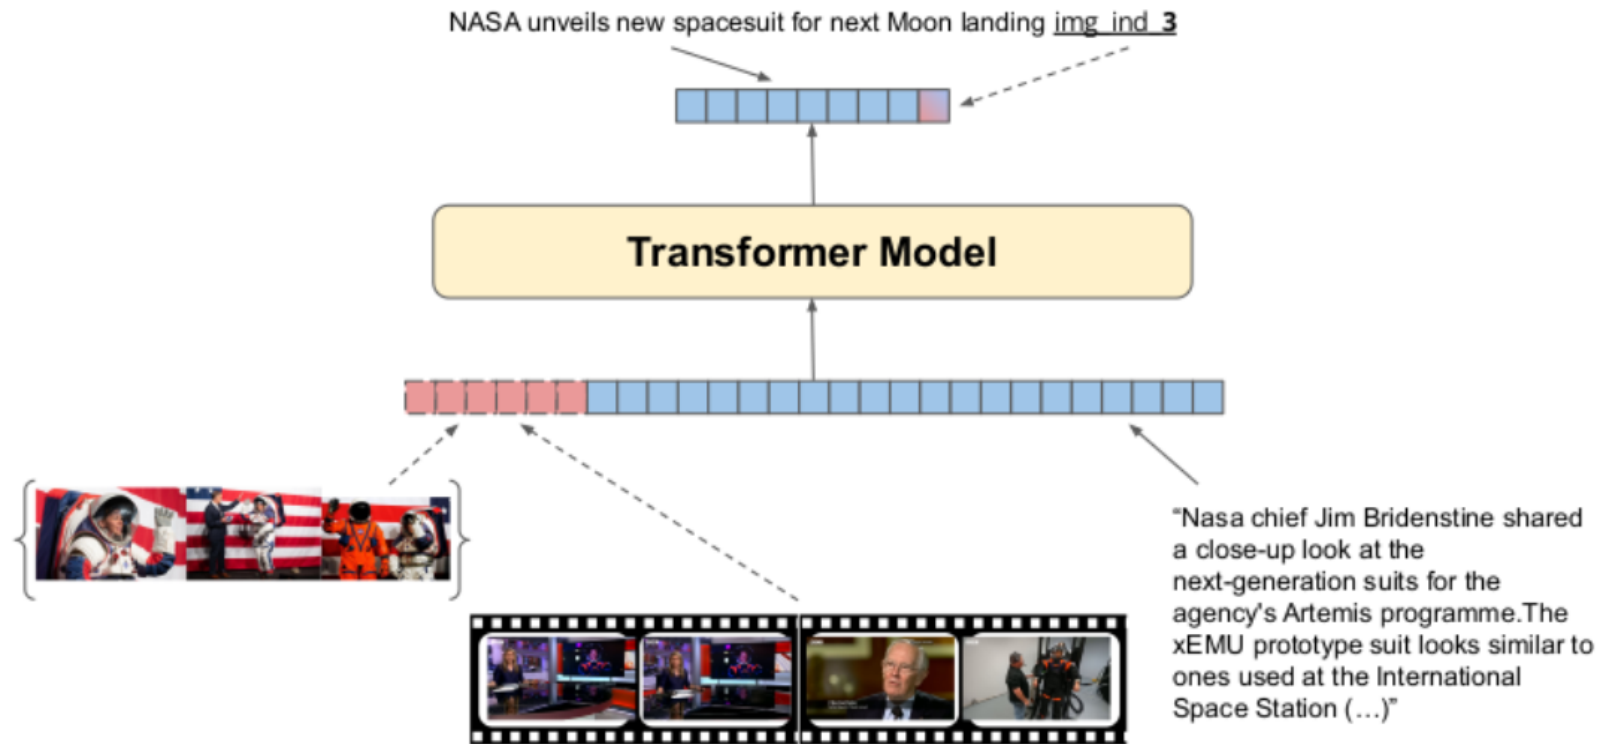 NASA unveils new spacesuit for next Moon landing img_ind_3
Transformer Model
“Nasa chief Jim Bridenstine shared
a close-up look at the
next-generation suits for the
agency's Artemis programme.The
xEMU prototype suit looks similar to
ones used at the International
Space Station (…)”